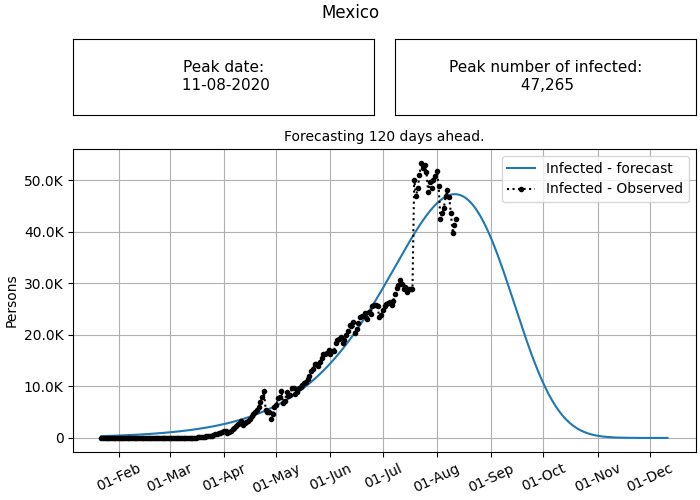 Mexico
Peak date:
11-08-2020
Peak number of infected:
47,265
Forecasting 120 days ahead.
Infected - forecast
Infected - Observed
50.0K
40.0K
30.0K
20.0K
10.0K
0
Persons
01-Feb
01-Mar
01-Apr
01-May
01-Jun
01-Jul
01-Aug
01-Sep
01-Oct
01-Nov
01-Dec